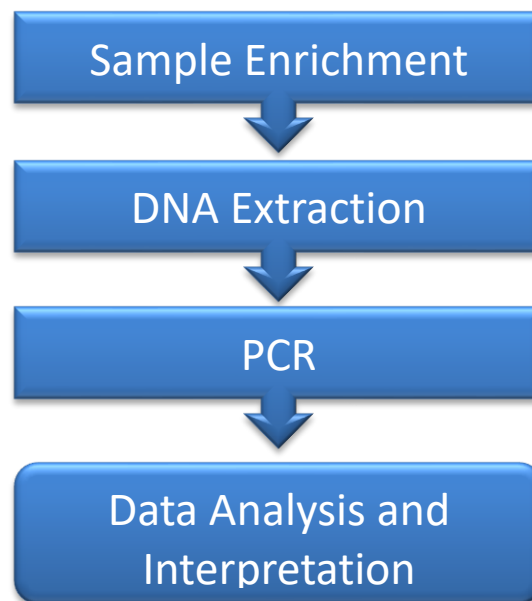 Sample Enrichment
DNA Extraction
PCR
Data Analysis and
Interpretation